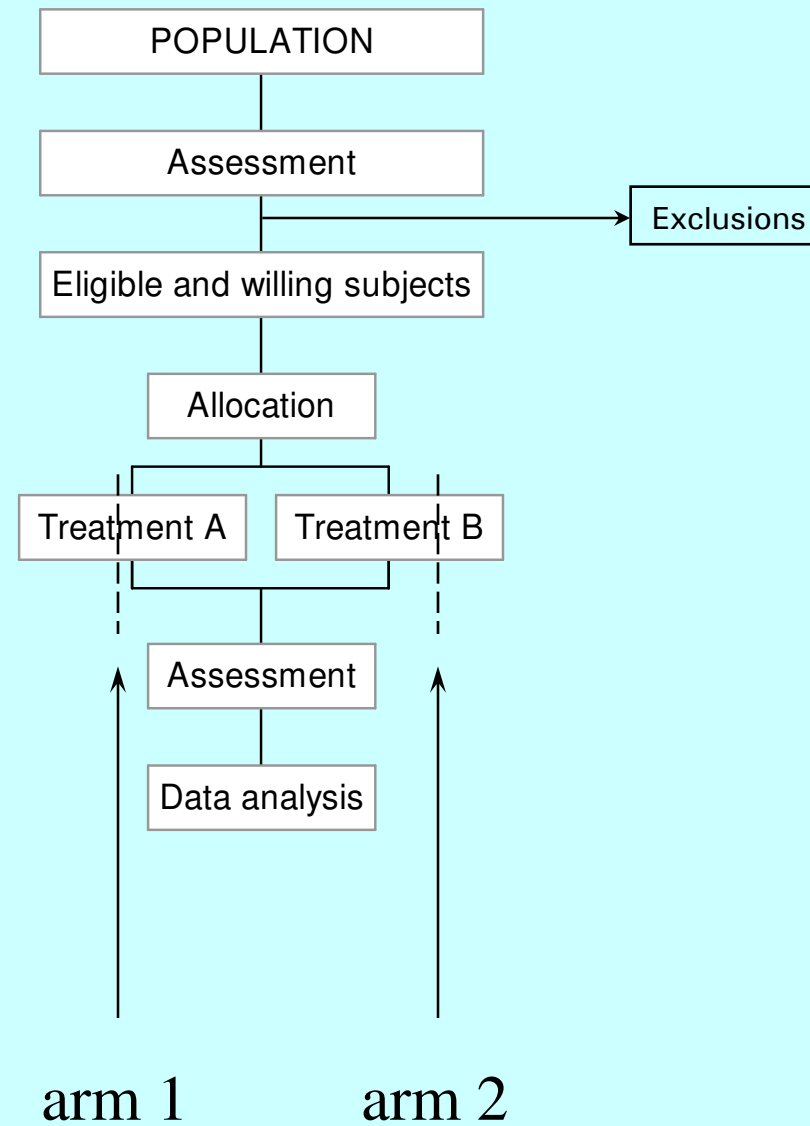 POPULATION
Assessment
Exclusions
Eligible and willing subjects
Allocation
Treatment A
Treatment B
Assessment
Data analysis
arm 1
arm 2